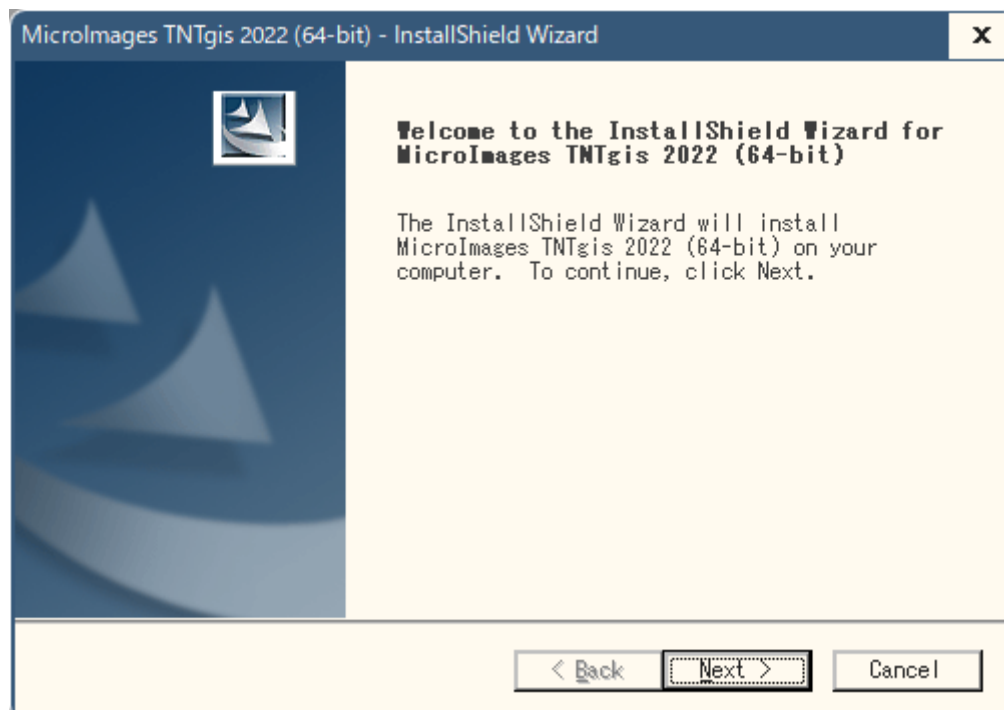 MicroImages TNTgis 2022 (64-bit) - InstallShield Wizard
x
Welcome to the InstallShield Wizard for
MicroImages TNTgis 2022 (64-bit)
The InstallShield Wizard will install
MicroImages TNTgis 2022 (64-bit) on your
computer.  To continue, click Next.
< Back
Next >
Cancel